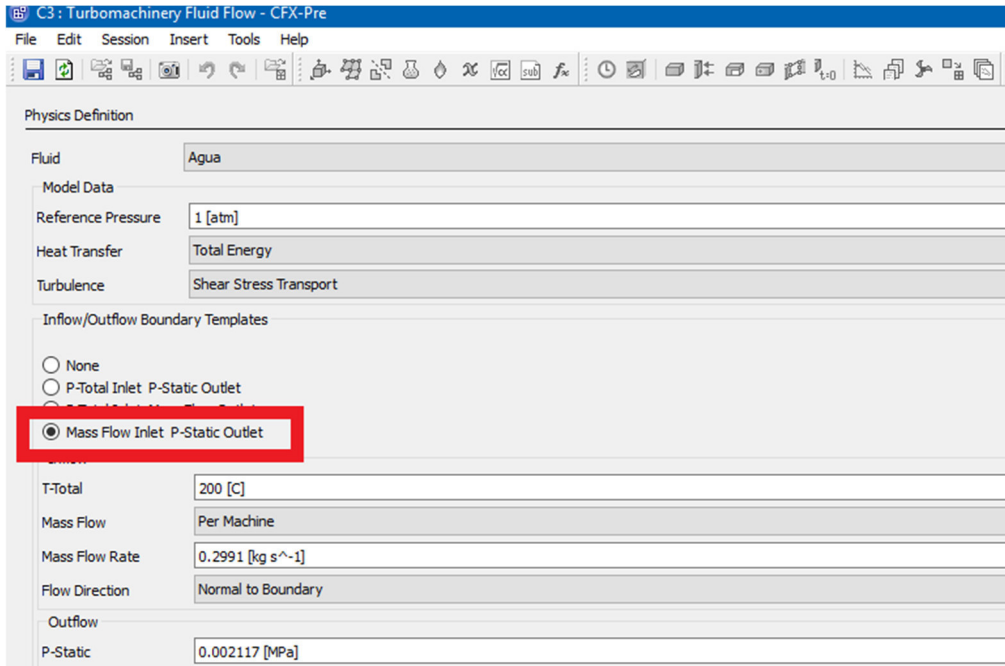 C3 : Turbomachinery Fluid Flow - CFX-Pre
File Edit Session Insert Tools Help
Physics Definition
Fluid Agua
Model Data
Reference Pressure 1 [atm]
Heat Transfer Total Energy
Turbulence Shear Stress Transport
Inflow/Outflow Boundary Templates
None
P-Total Inlet P-Static Outlet
Mass Flow Inlet P-Static Outlet
T-Total 200 [C]
Mass Flow Per Machine
Mass Flow Rate 0.2991 [kg s^-1]
Flow Direction Normal to Boundary
Outflow
P-Static 0.002117 [MPa]